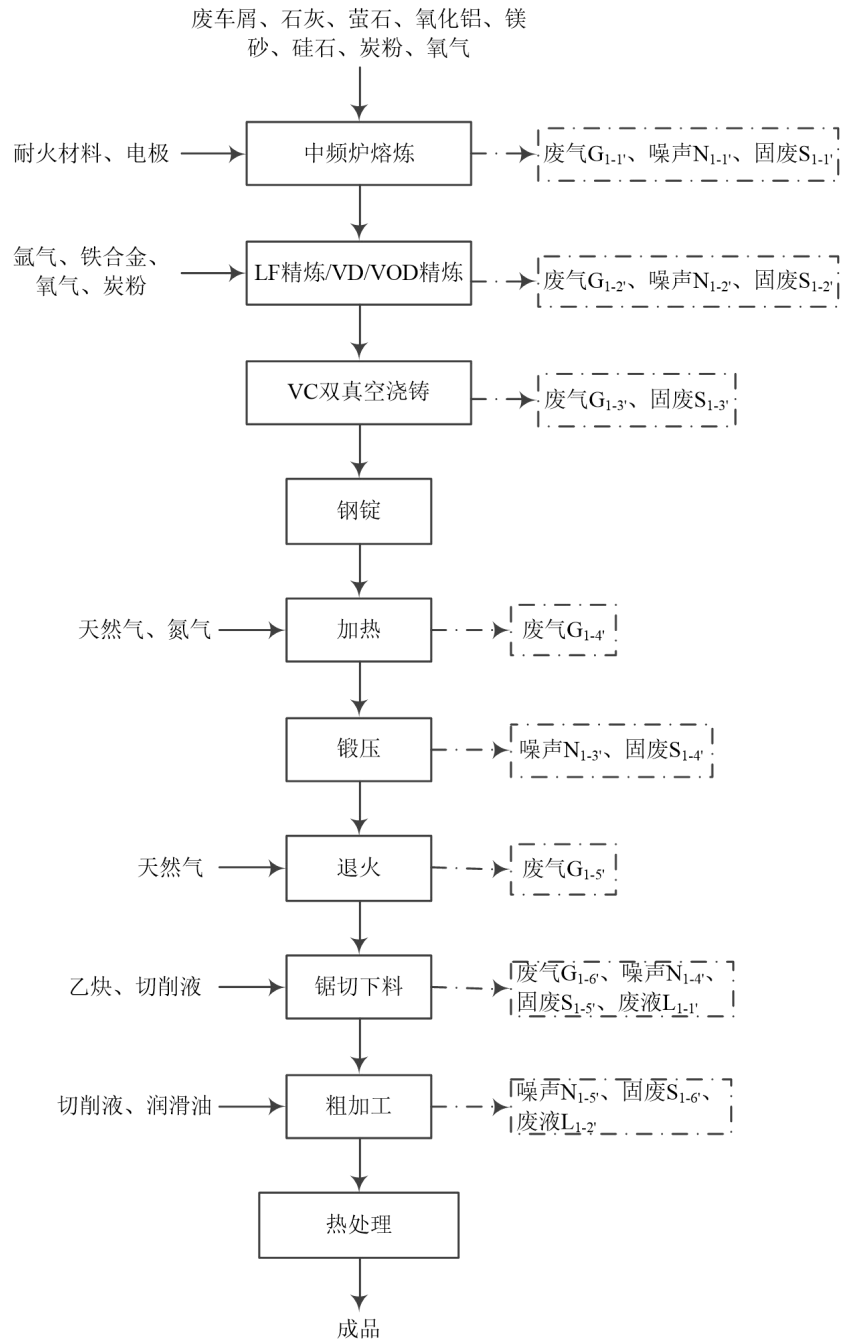 废车屑、石灰、萤石、氧化铝、镁
砂、硅石、炭粉、氧气
耐火材料、电极
中频炉熔炼
废气G1-1'、噪声N1-1'、固废S1-1'
氩气、铁合金、
氧气、炭粉
LF精炼/VD/VOD精炼
废气G1-2'、噪声N1-2'、固废S1-2'
VC双真空浇铸
废气G1-3'、固废S1-3'
钢锭
天然气、氮气
加热
废气G1-4'
锻压
噪声N1-3'、固废S1-4'
天然气
退火
废气G1-5'
乙炔、切削液
锯切下料
废气G1-6'、噪声N1-4'、
固废S1-5'、废液L1-1'
切削液、润滑油
粗加工
噪声N1-5'、固废S1-6'、
废液L1-2'
热处理
成品